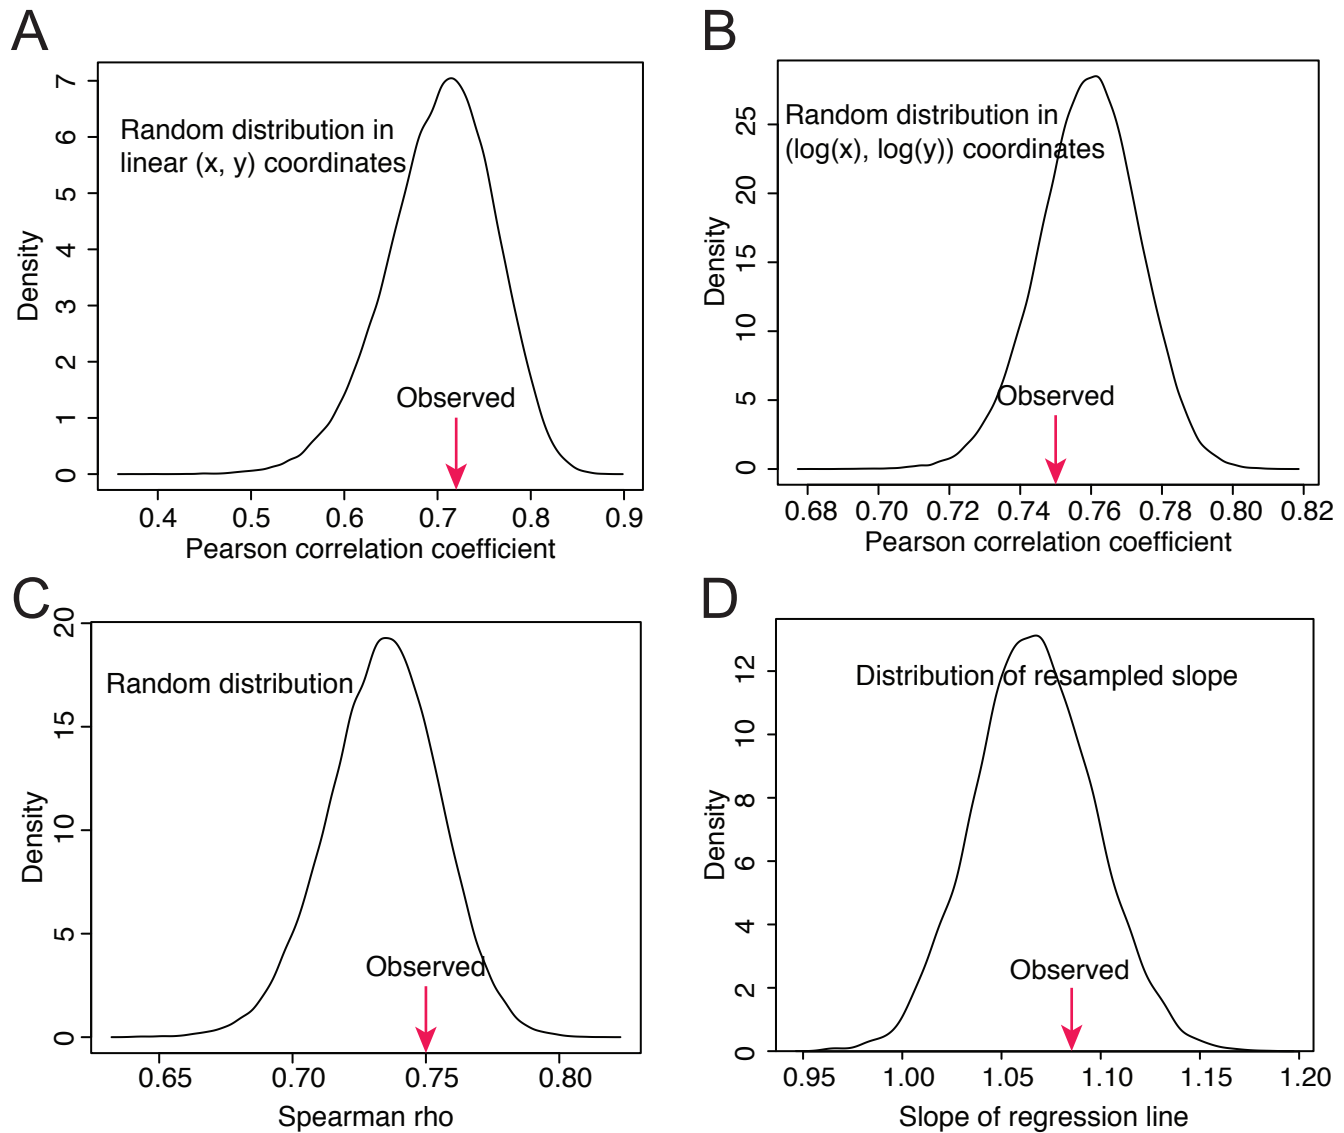 A
7
6
5
4
3
2
1
0
Density
Random distribution in
linear (x, y) coordinates
Observed
0.4 0.5 0.6 0.7 0.8 0.9
Pearson correlation coefficient
B
25
20
15
10
5
0
Density
Random distribution in
(log(x), log(y)) coordinates
Observed
0.68 0.70 0.72 0.74 0.76 0.78 0.80 0.82
Pearson correlation coefficient
C
20
15
10
5
0
Density
Random distribution
Observed
0.65 0.70 0.75 0.80
Spearman rho
D
12
10
8
6
4
2
0
Density
Distribution of resampled slope
Observed
0.95 1.00 1.05 1.10 1.15 1.20
Slope of regression line